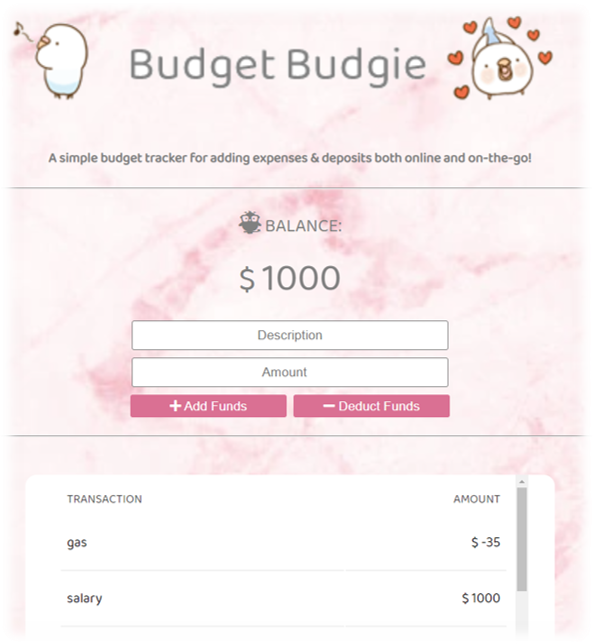 Budget Budgie
A simple budget tracker for adding expenses & deposits both online and on-the-go!
BALANCE:
$ 1000
Description
Amount
Add Funds
Deduct Funds
TRANSACTION AMOUNT
gas $ -35
salary $ 1000